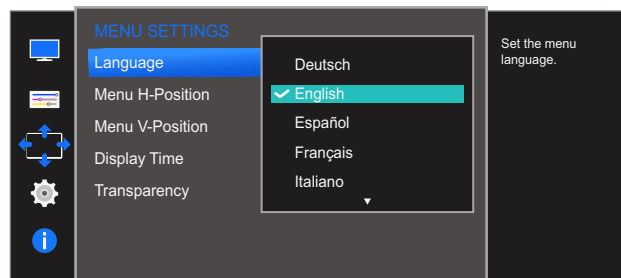 MENU SETTINGS
Language
Menu H-Position
Menu V-Position
Display Time
Transparency
Deutsch
English
Español
Français
Italiano
Set the menu
language.